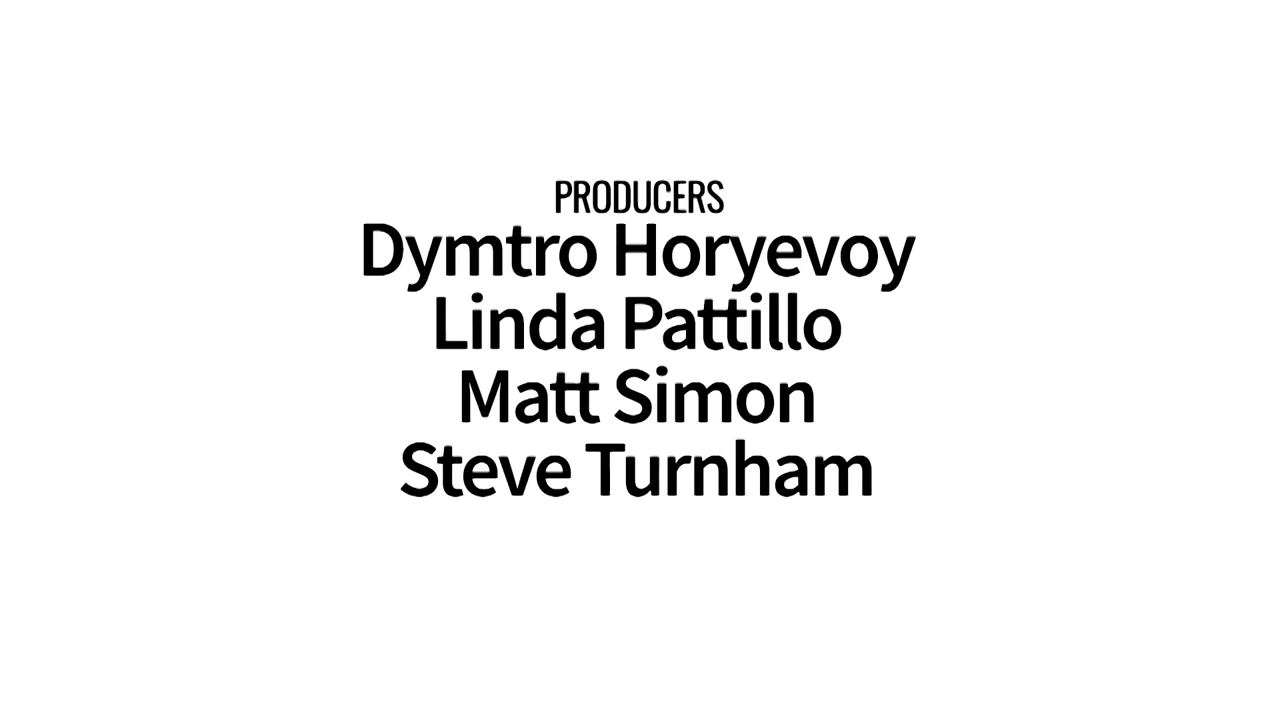 PRODUCERS
Dymtro Horyevoy
Linda Pattillo
Matt Simon
Steve Turnham